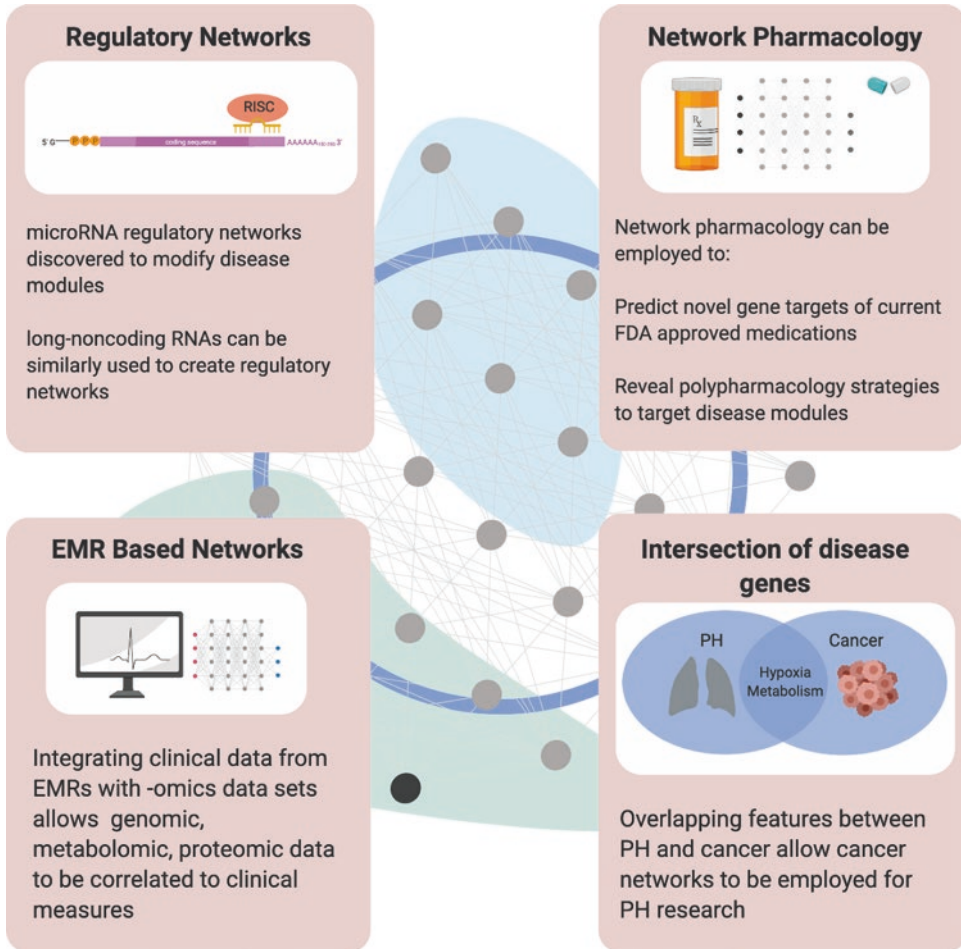 Regulatory Networks
RISC
5' G
P P P
coding sequence
AAAAAA
3'
microRNA regulatory networks
discovered to modify disease
modules
long-noncoding RNAs can be
similarly used to create regulatory
networks
Network Pharmacology
Rx
Network pharmacology can be
employed to:
Predict novel gene targets of current
FDA approved medications
Reveal polypharmacology strategies
to target disease modules
EMR Based Networks
Integrating clinical data from
EMRs with -omics data sets
allows genomic,
metabolomic, proteomic data
to be correlated to clinical
measures
Intersection of disease
genes
PH
Cancer
Hypoxia
Metabolism
Overlapping features between
PH and cancer allow cancer
networks to be employed for
PH research